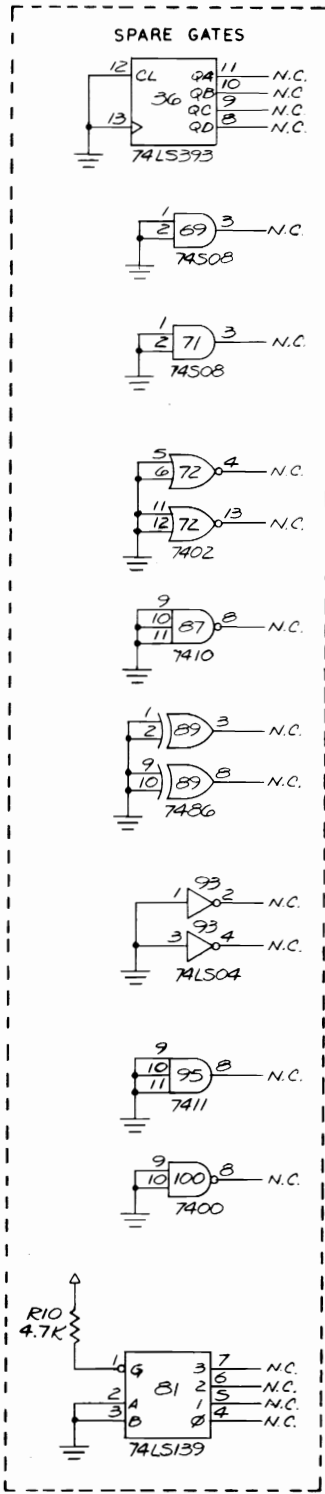 SPARE GATES
12 CL QA 11 N.C.
QB 10 N.C
36 QC 9 N.C.
13 QD 8 N.C.
74LS393
1 3
2 69 N.C.
74S08
1 3
2 71 N.C.
74S08
5 4
6 72 N.C.
11 13
12 72 N.C.
7402
9 8
10 87 N.C.
11
7410
1 3
2 89 N.C.
9 8
10 89 N.C.
7486
93
1 2 N.C.
93
3 4 N.C.
74LS04
9 8
10 95 N.C.
11
7411
9 8
10 100 N.C.
7400
R10
4.7K
1 G 3 7 N.C.
81 2 6 N.C.
2 A 1 5 N.C.
3 B Ø 4 N.C.
74LS139